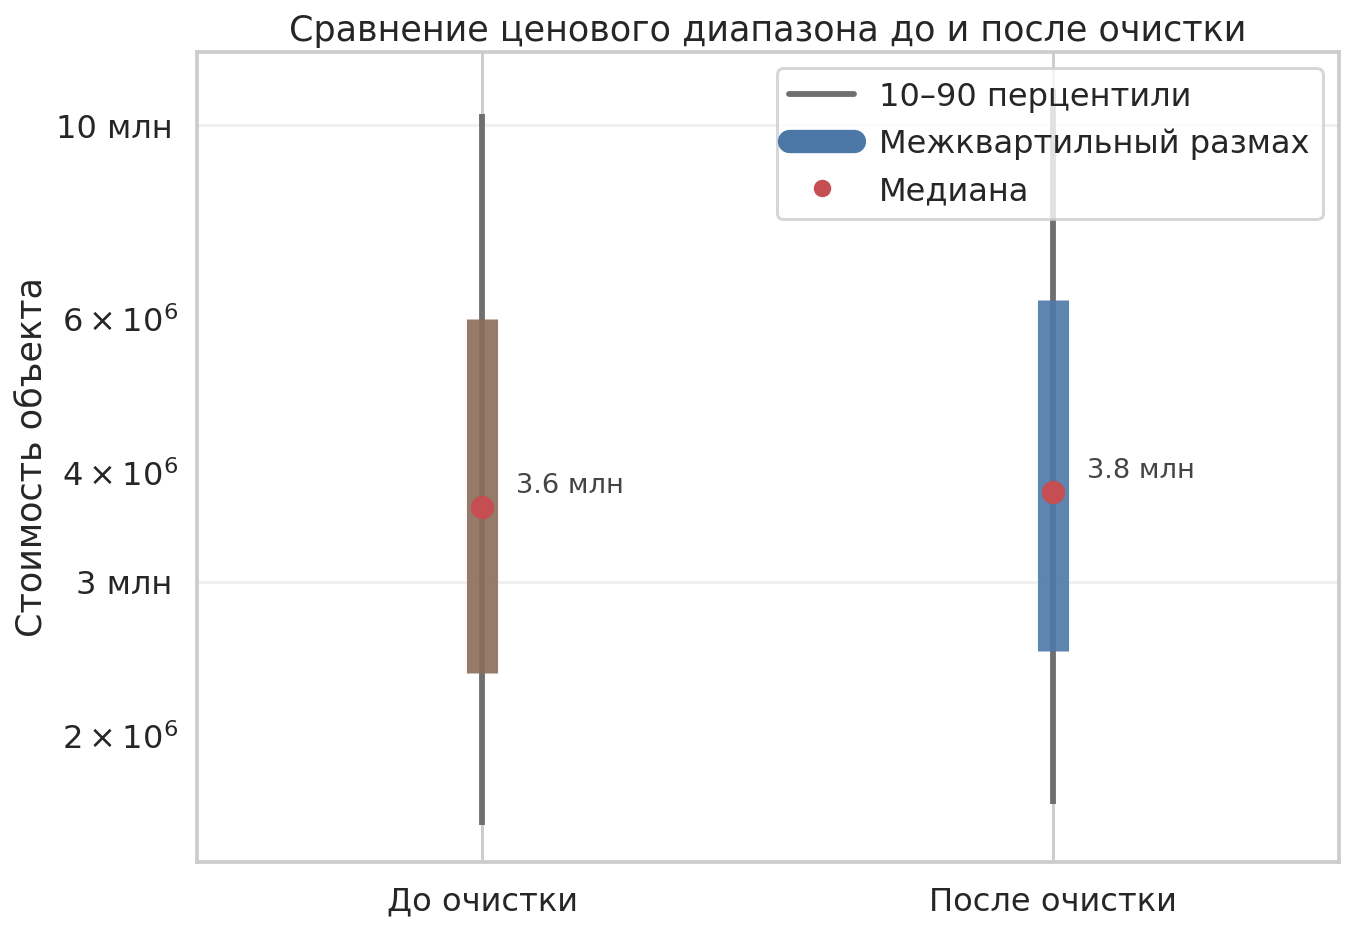 Сравнение ценового диапазона до и после очистки
10–90 перцентили
Межквартильный размах
Медиана
Стоимость объекта
10 млн
6 × 10⁶
4 × 10⁶
3 млн
2 × 10⁶
3.6 млн
3.8 млн
До очистки
После очистки